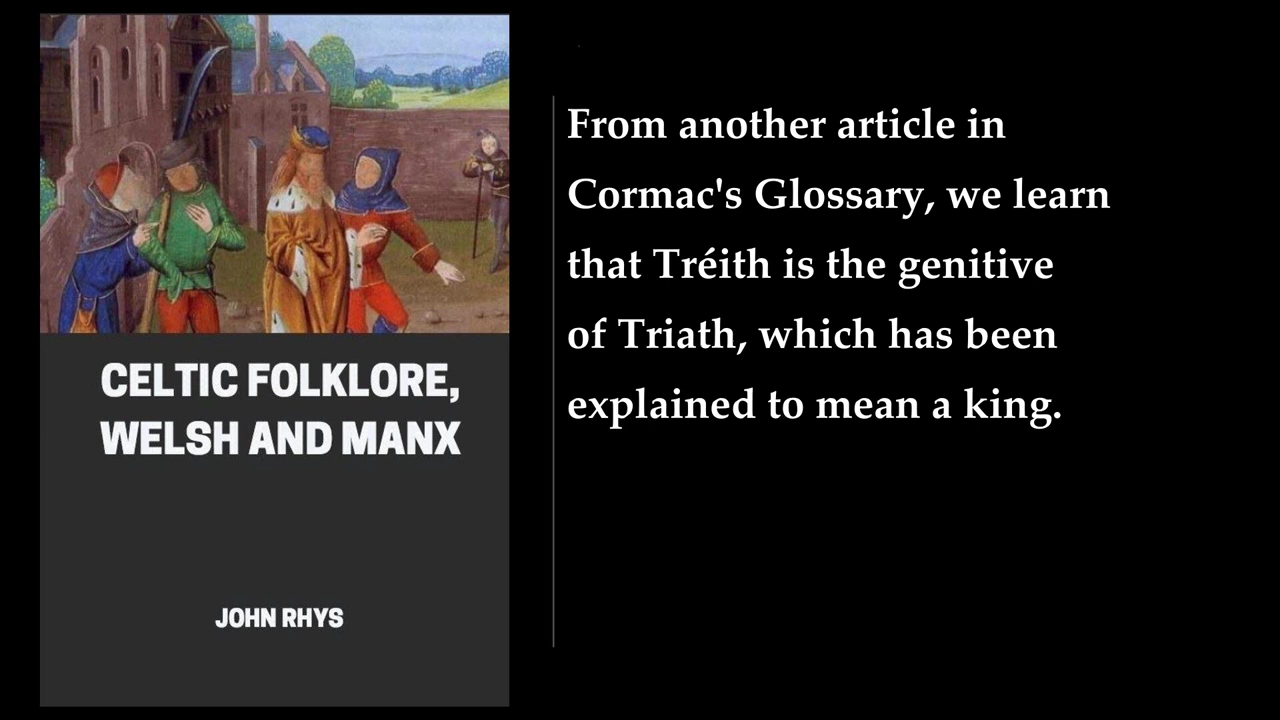 CELTIC FOLKLORE,
WELSH AND MANX
JOHN RHYS
From another article in
Cormac's Glossary, we learn
that Tréith is the genitive
of Triath, which has been
explained to mean a king.